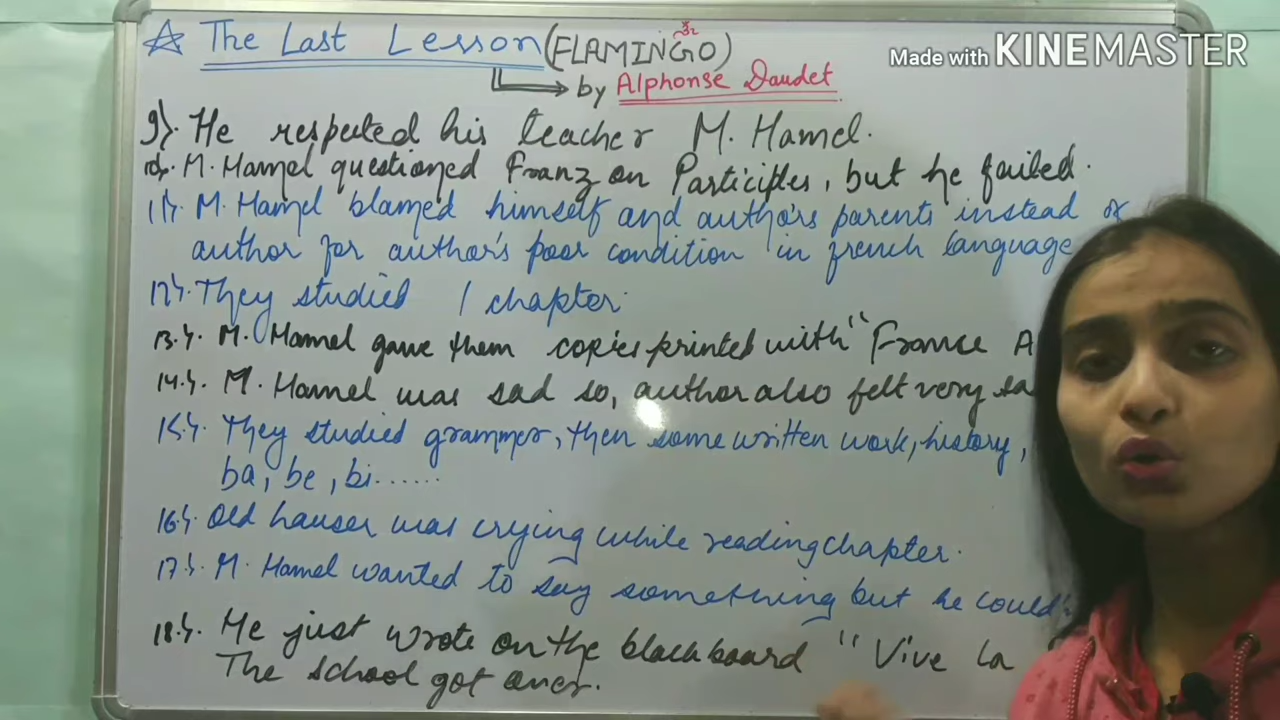 ☆ The Last Lesson (FLAMINGO)
Made with KINEMASTER
by Alphonse Daudet
9). He respected his teacher M. Hamel.
10). M. Hamel questioned Franz on Participles, but he failed.
11). M. Hamel blamed himself and author's parents instead of
author for author's poor condition in french language
12). They studied 1 chapter.
13). M. Hamel gave them copies printed with "France A
14). M. Hamel was sad so, author also felt very sa
15). They studied grammer, then some written work, history,
ba, be, bi......
16). Old hauser was crying while reading chapter.
17). M. Hamel wanted to say something but he could'
18). He just wrote on the blackboard "Vive La
The school got over.